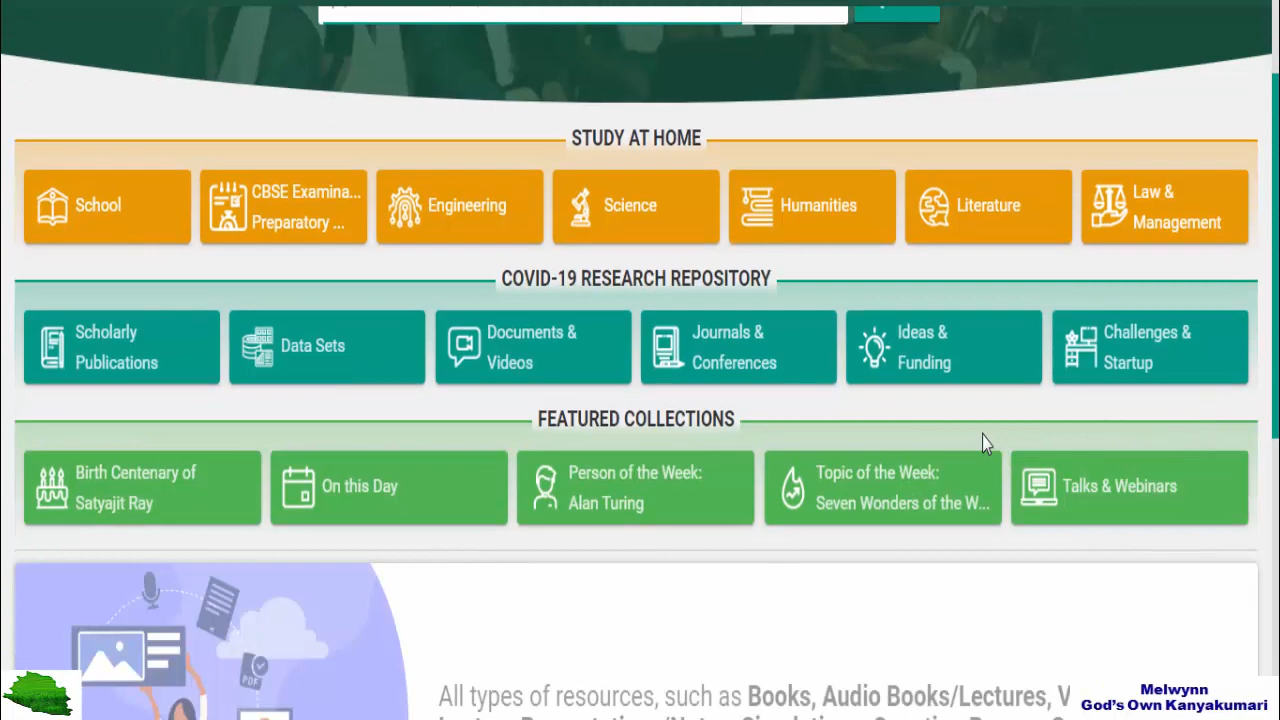 STUDY AT HOME
School
CBSE Examina...
Preparatory ...
Engineering
Science
Humanities
Literature
Law &
Management
COVID-19 RESEARCH REPOSITORY
Scholarly
Publications
Data Sets
Documents &
Videos
Journals &
Conferences
Ideas &
Funding
Challenges &
Startup
FEATURED COLLECTIONS
Birth Centenary of
Satyajit Ray
On this Day
Person of the Week:
Alan Turing
Topic of the Week:
Seven Wonders of the W...
Talks & Webinars
PDF
All types of resources, such as Books, Audio Books/Lectures, V
Melwynn
God's Own Kanyakumari